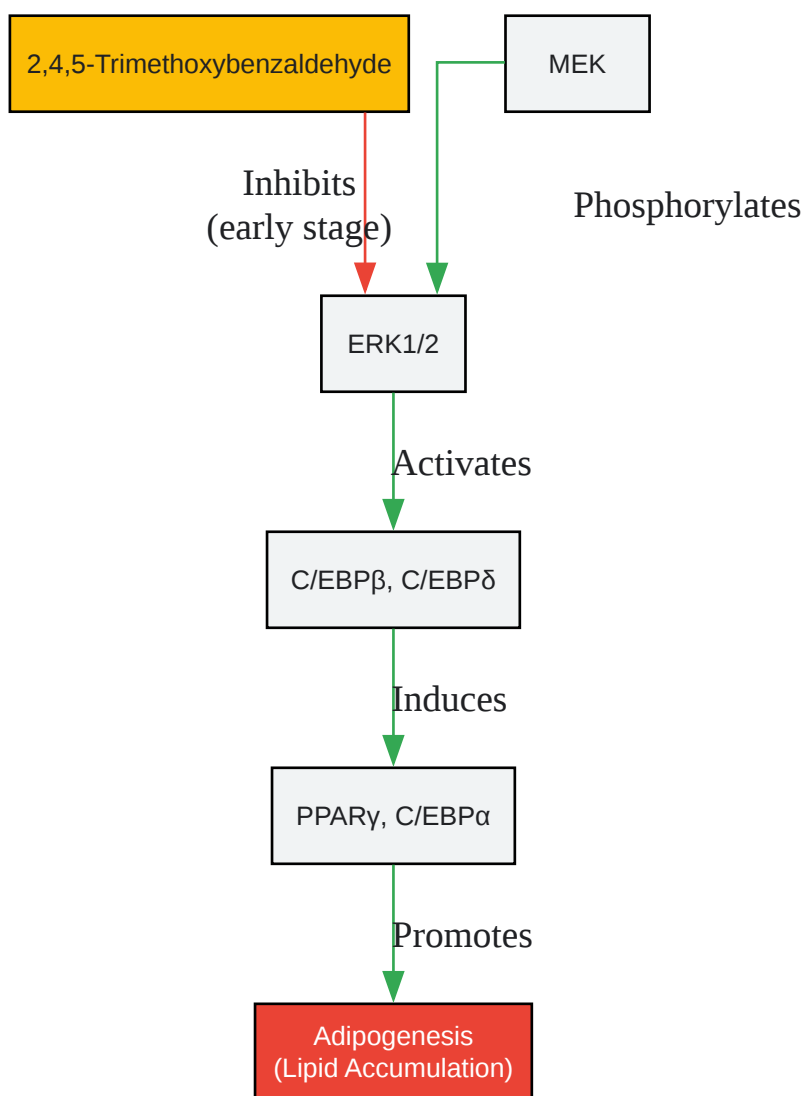 2,4,5-Trimethoxybenzaldehyde
MEK
Inhibits
(early stage)
Phosphorylates
ERK1/2
Activates
C/EBPβ, C/EBPδ
Induces
PPARγ, C/EBPα
Promotes
Adipogenesis
(Lipid Accumulation)